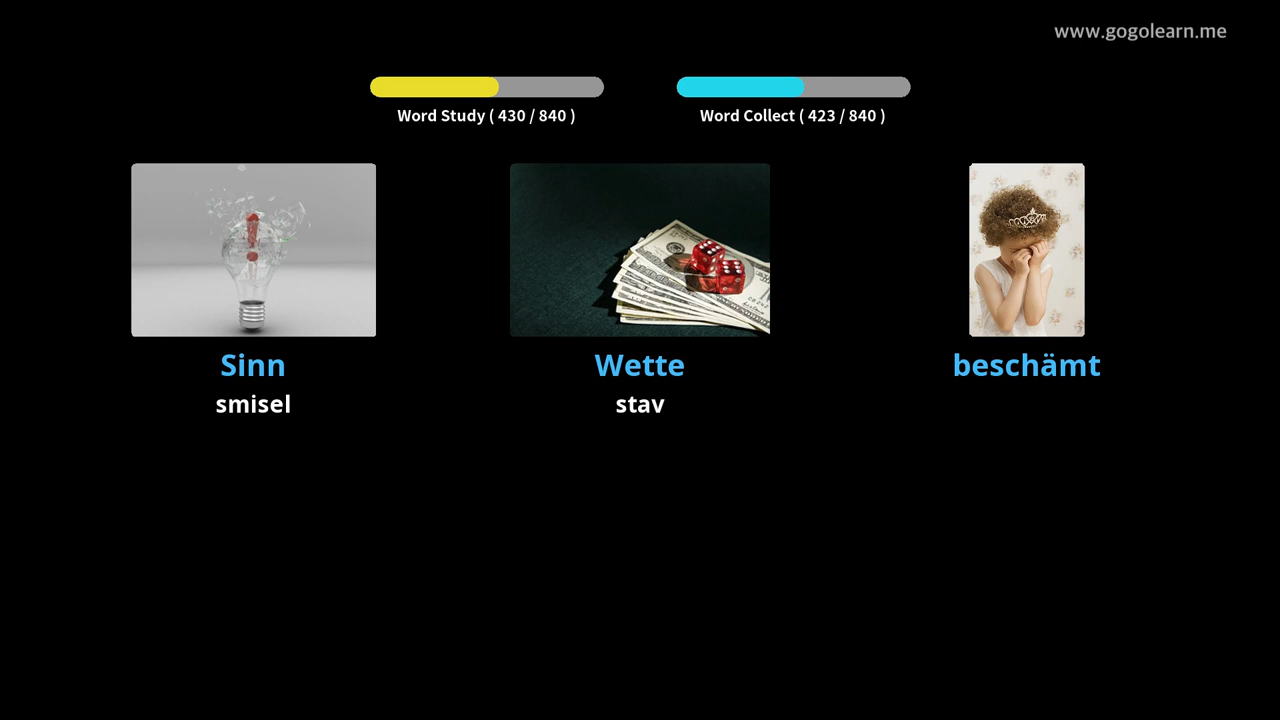 www.gogolearn.me
Word Study ( 430 / 840 )
Word Collect ( 423 / 840 )
Sinn
smisel
Wette
stav
beschämt